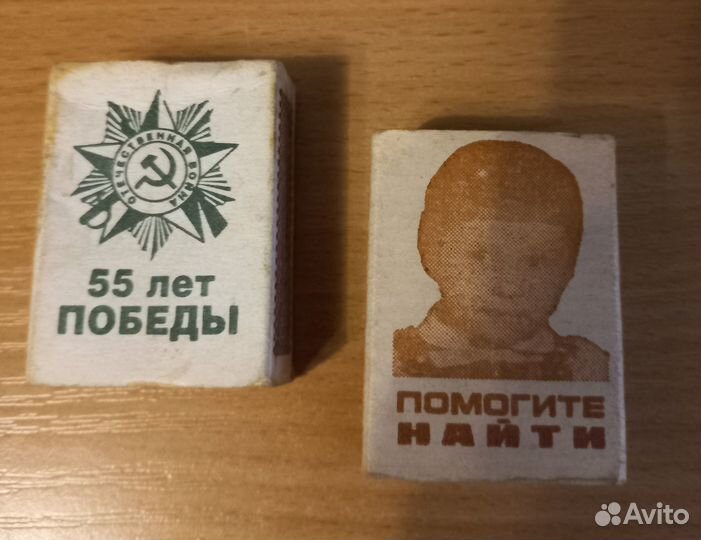 ОТЕЧЕСТВЕННАЯ ВОЙНА
55 лет
ПОБЕДЫ
ПОМОГИТЕ
НАЙТИ
Avito